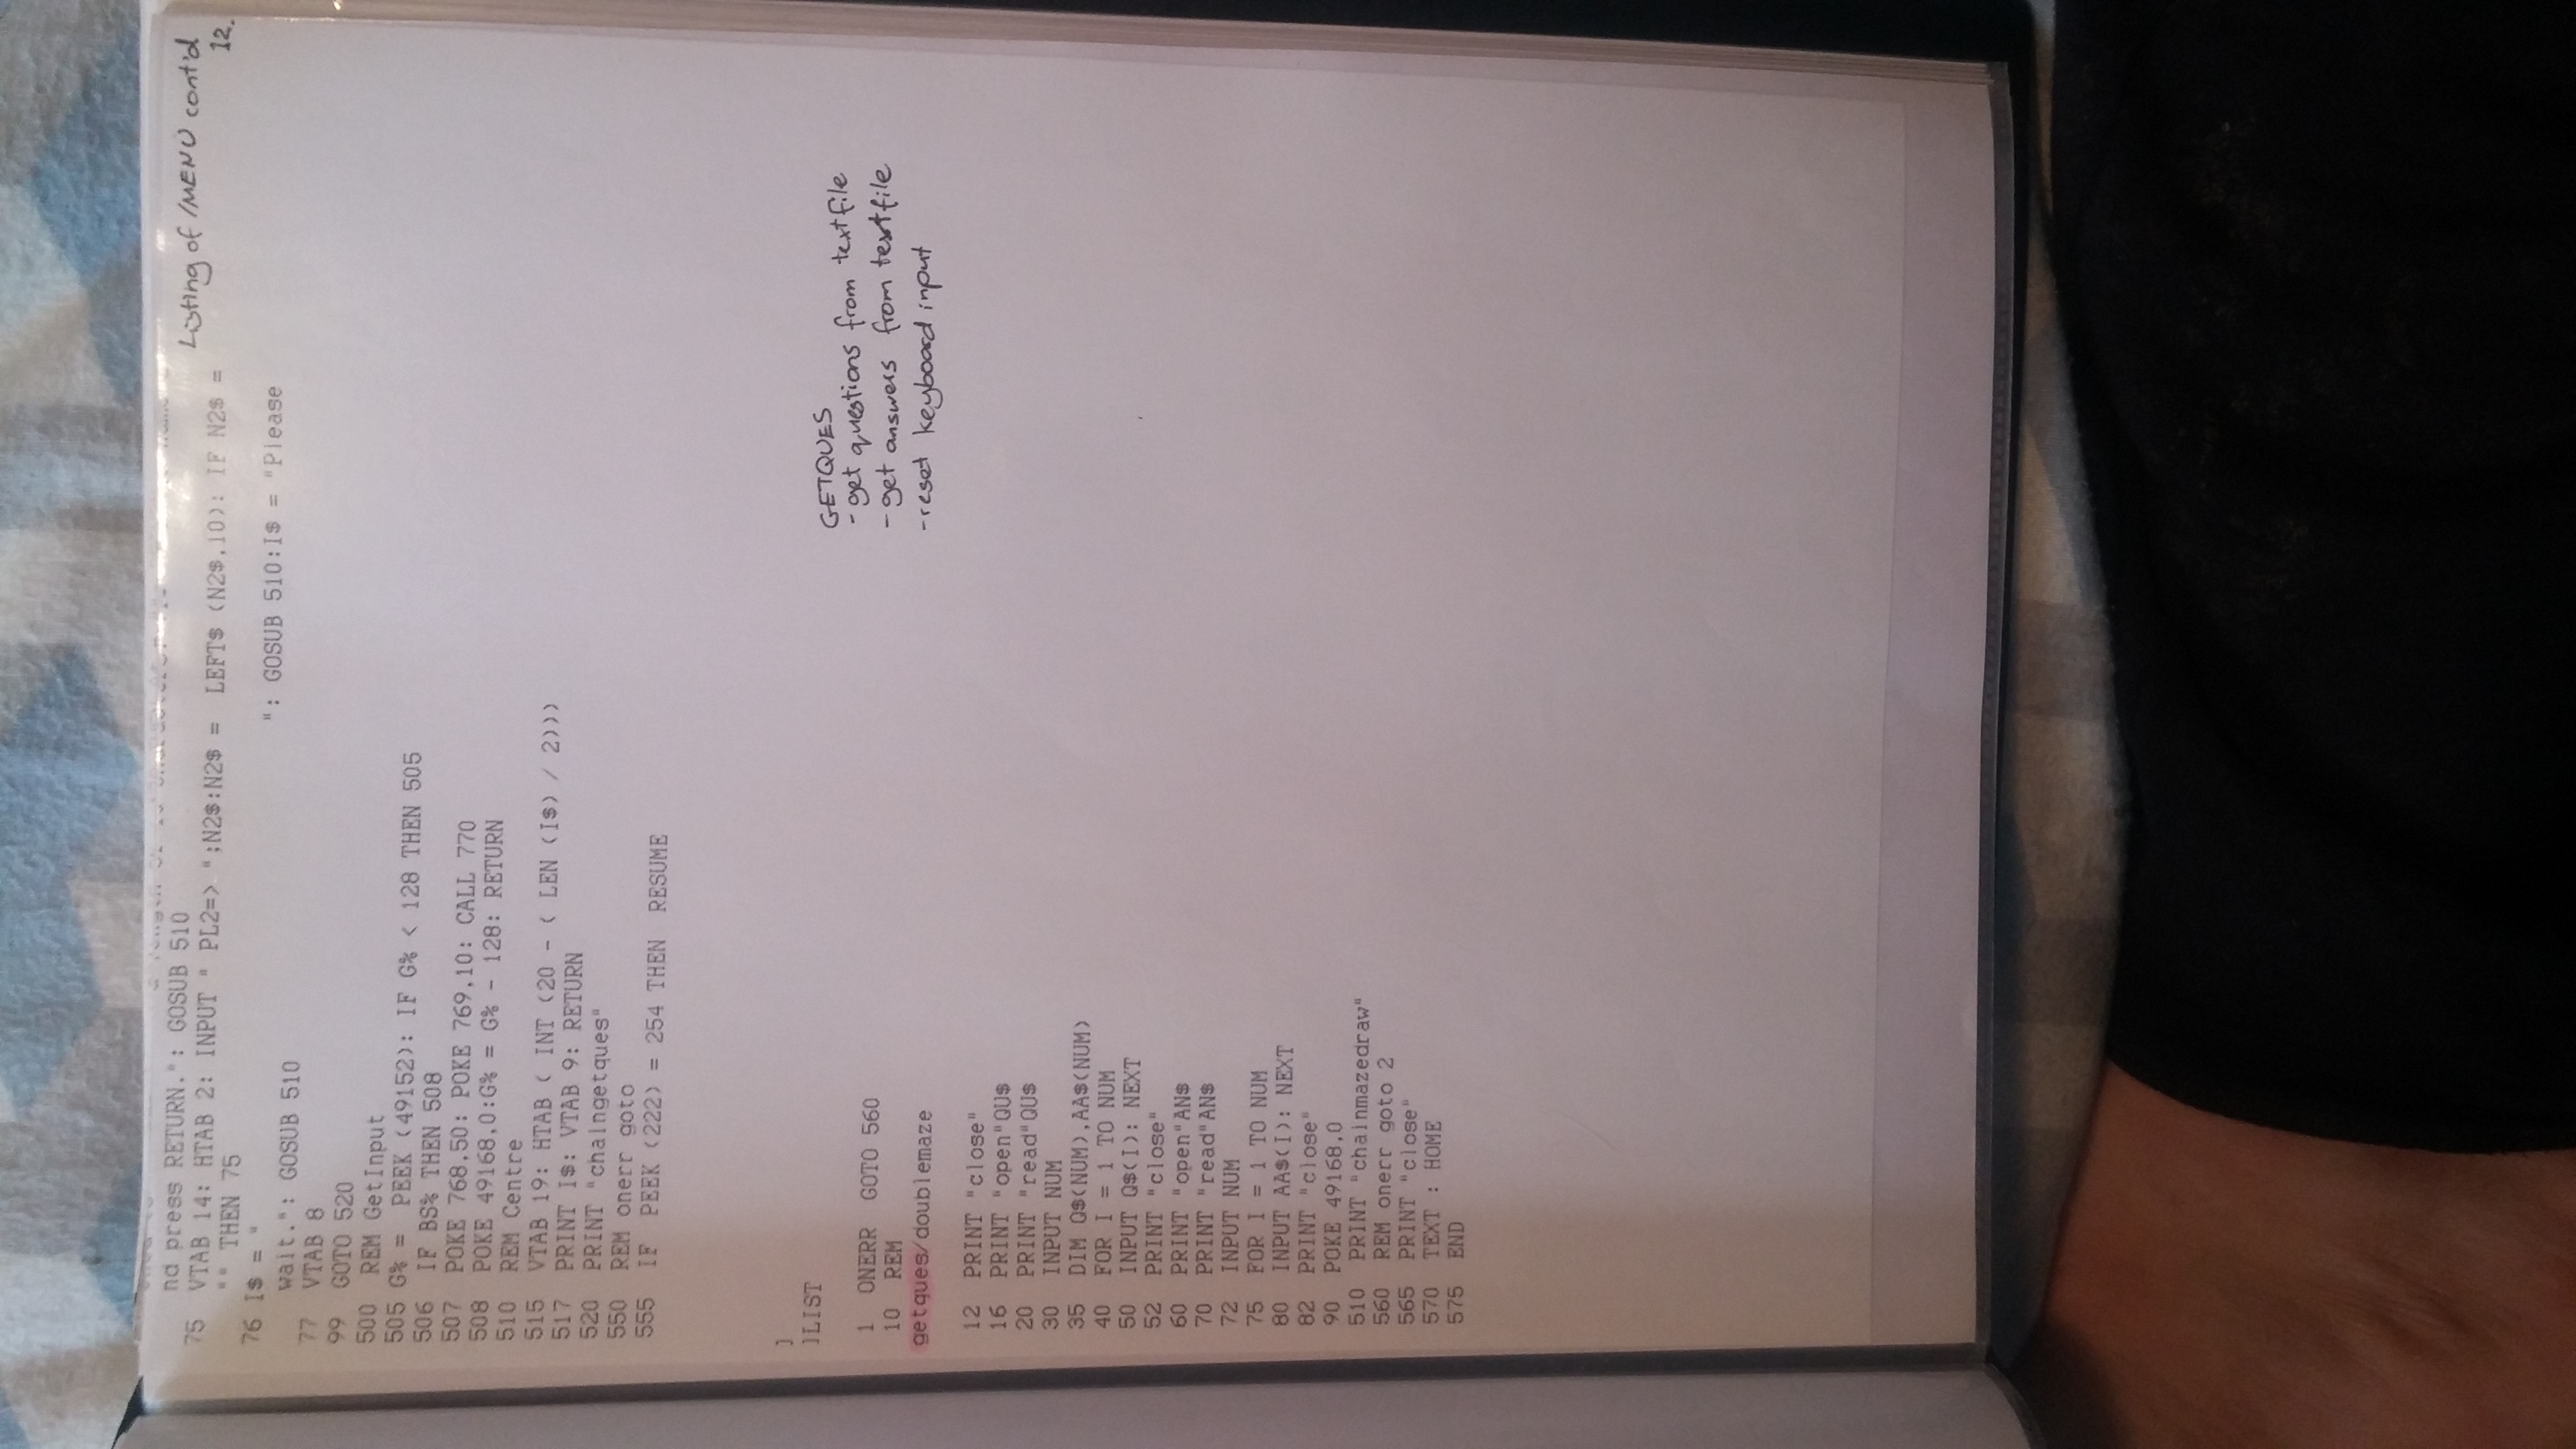 Listing of /MENU cont'd
12.
nd press RETURN.": GOSUB 510
75 VTAB 14: HTAB 2: INPUT " PL2=> ";N2$:N2$ = LEFT$ (N2$,10): IF N2$ =
"" THEN 75
76 I$ = " ": GOSUB 510:I$ = "Please
wait.": GOSUB 510
77 VTAB 8
99 GOTO 520
500 REM GetInput
505 G% = PEEK (49152): IF G% < 128 THEN 505
506 IF BS% THEN 508
507 POKE 768,50: POKE 769,10: CALL 770
508 POKE 49168,0:G% = G% - 128: RETURN
510 REM Centre
515 VTAB 19: HTAB ( INT (20 - ( LEN (I$) / 2)))
517 PRINT I$: VTAB 9: RETURN
520 PRINT "chaingetques"
550 REM onerr goto
555 IF PEEK (222) = 254 THEN RESUME
]
]LIST
GETQUES
- get questions from textfile
- get answers from textfile
- reset keyboard input
1 ONERR GOTO 560
10 REM
getques/doublemaze
12 PRINT "close"
16 PRINT "open"QU$
20 PRINT "read"QU$
30 INPUT NUM
35 DIM Q$(NUM),AA$(NUM)
40 FOR I = 1 TO NUM
50 INPUT Q$(I): NEXT
52 PRINT "close"
60 PRINT "open"AN$
70 PRINT "read"AN$
72 INPUT NUM
75 FOR I = 1 TO NUM
80 INPUT AA$(I): NEXT
82 PRINT "close"
90 POKE 49168,0
510 PRINT "chainmazedraw"
560 REM onerr goto 2
565 PRINT "close"
570 TEXT : HOME
575 END